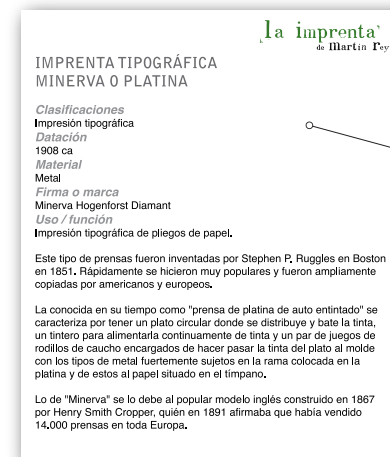 la imprenta
de Martin Rey
IMPRENTA TIPOGRÁFICA
MINERVA O PLATINA
Clasificaciones
Impresión tipográfica
Datación
1908 ca
Material
Metal
Firma o marca
Minerva Hogenforst Diamant
Uso / función
Impresión tipográfica de pliegos de papel.
Este tipo de prensas fueron inventadas por Stephen P. Ruggles en Boston
en 1851. Rápidamente se hicieron muy populares y fueron ampliamente
copiadas por americanos y europeos.
La conocida en su tiempo como "prensa de platina de auto entintado" se
caracteriza por tener un plato circular donde se distribuye y bate la tinta,
un tintero para alimentarla continuamente de tinta y un par de juegos de
rodillos de caucho encargados de hacer pasar la tinta del plato al molde
con los tipos de metal fuertemente sujetos en la rama colocada en la
platina y de estos al papel situado en el tímpano.
Lo de "Minerva" se lo debe al popular modelo inglés construido en 1867
por Henry Smith Cropper, quién en 1891 afirmaba que había vendido
14.000 prensas en toda Europa.